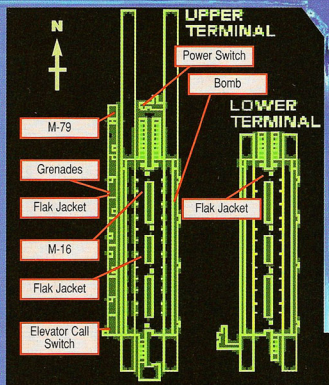 UPPER
TERMINAL
N
Power Switch
Bomb
LOWER
TERMINAL
M-79
Grenades
Flak Jacket
Flak Jacket
M-16
Flak Jacket
Elevator Call
Switch